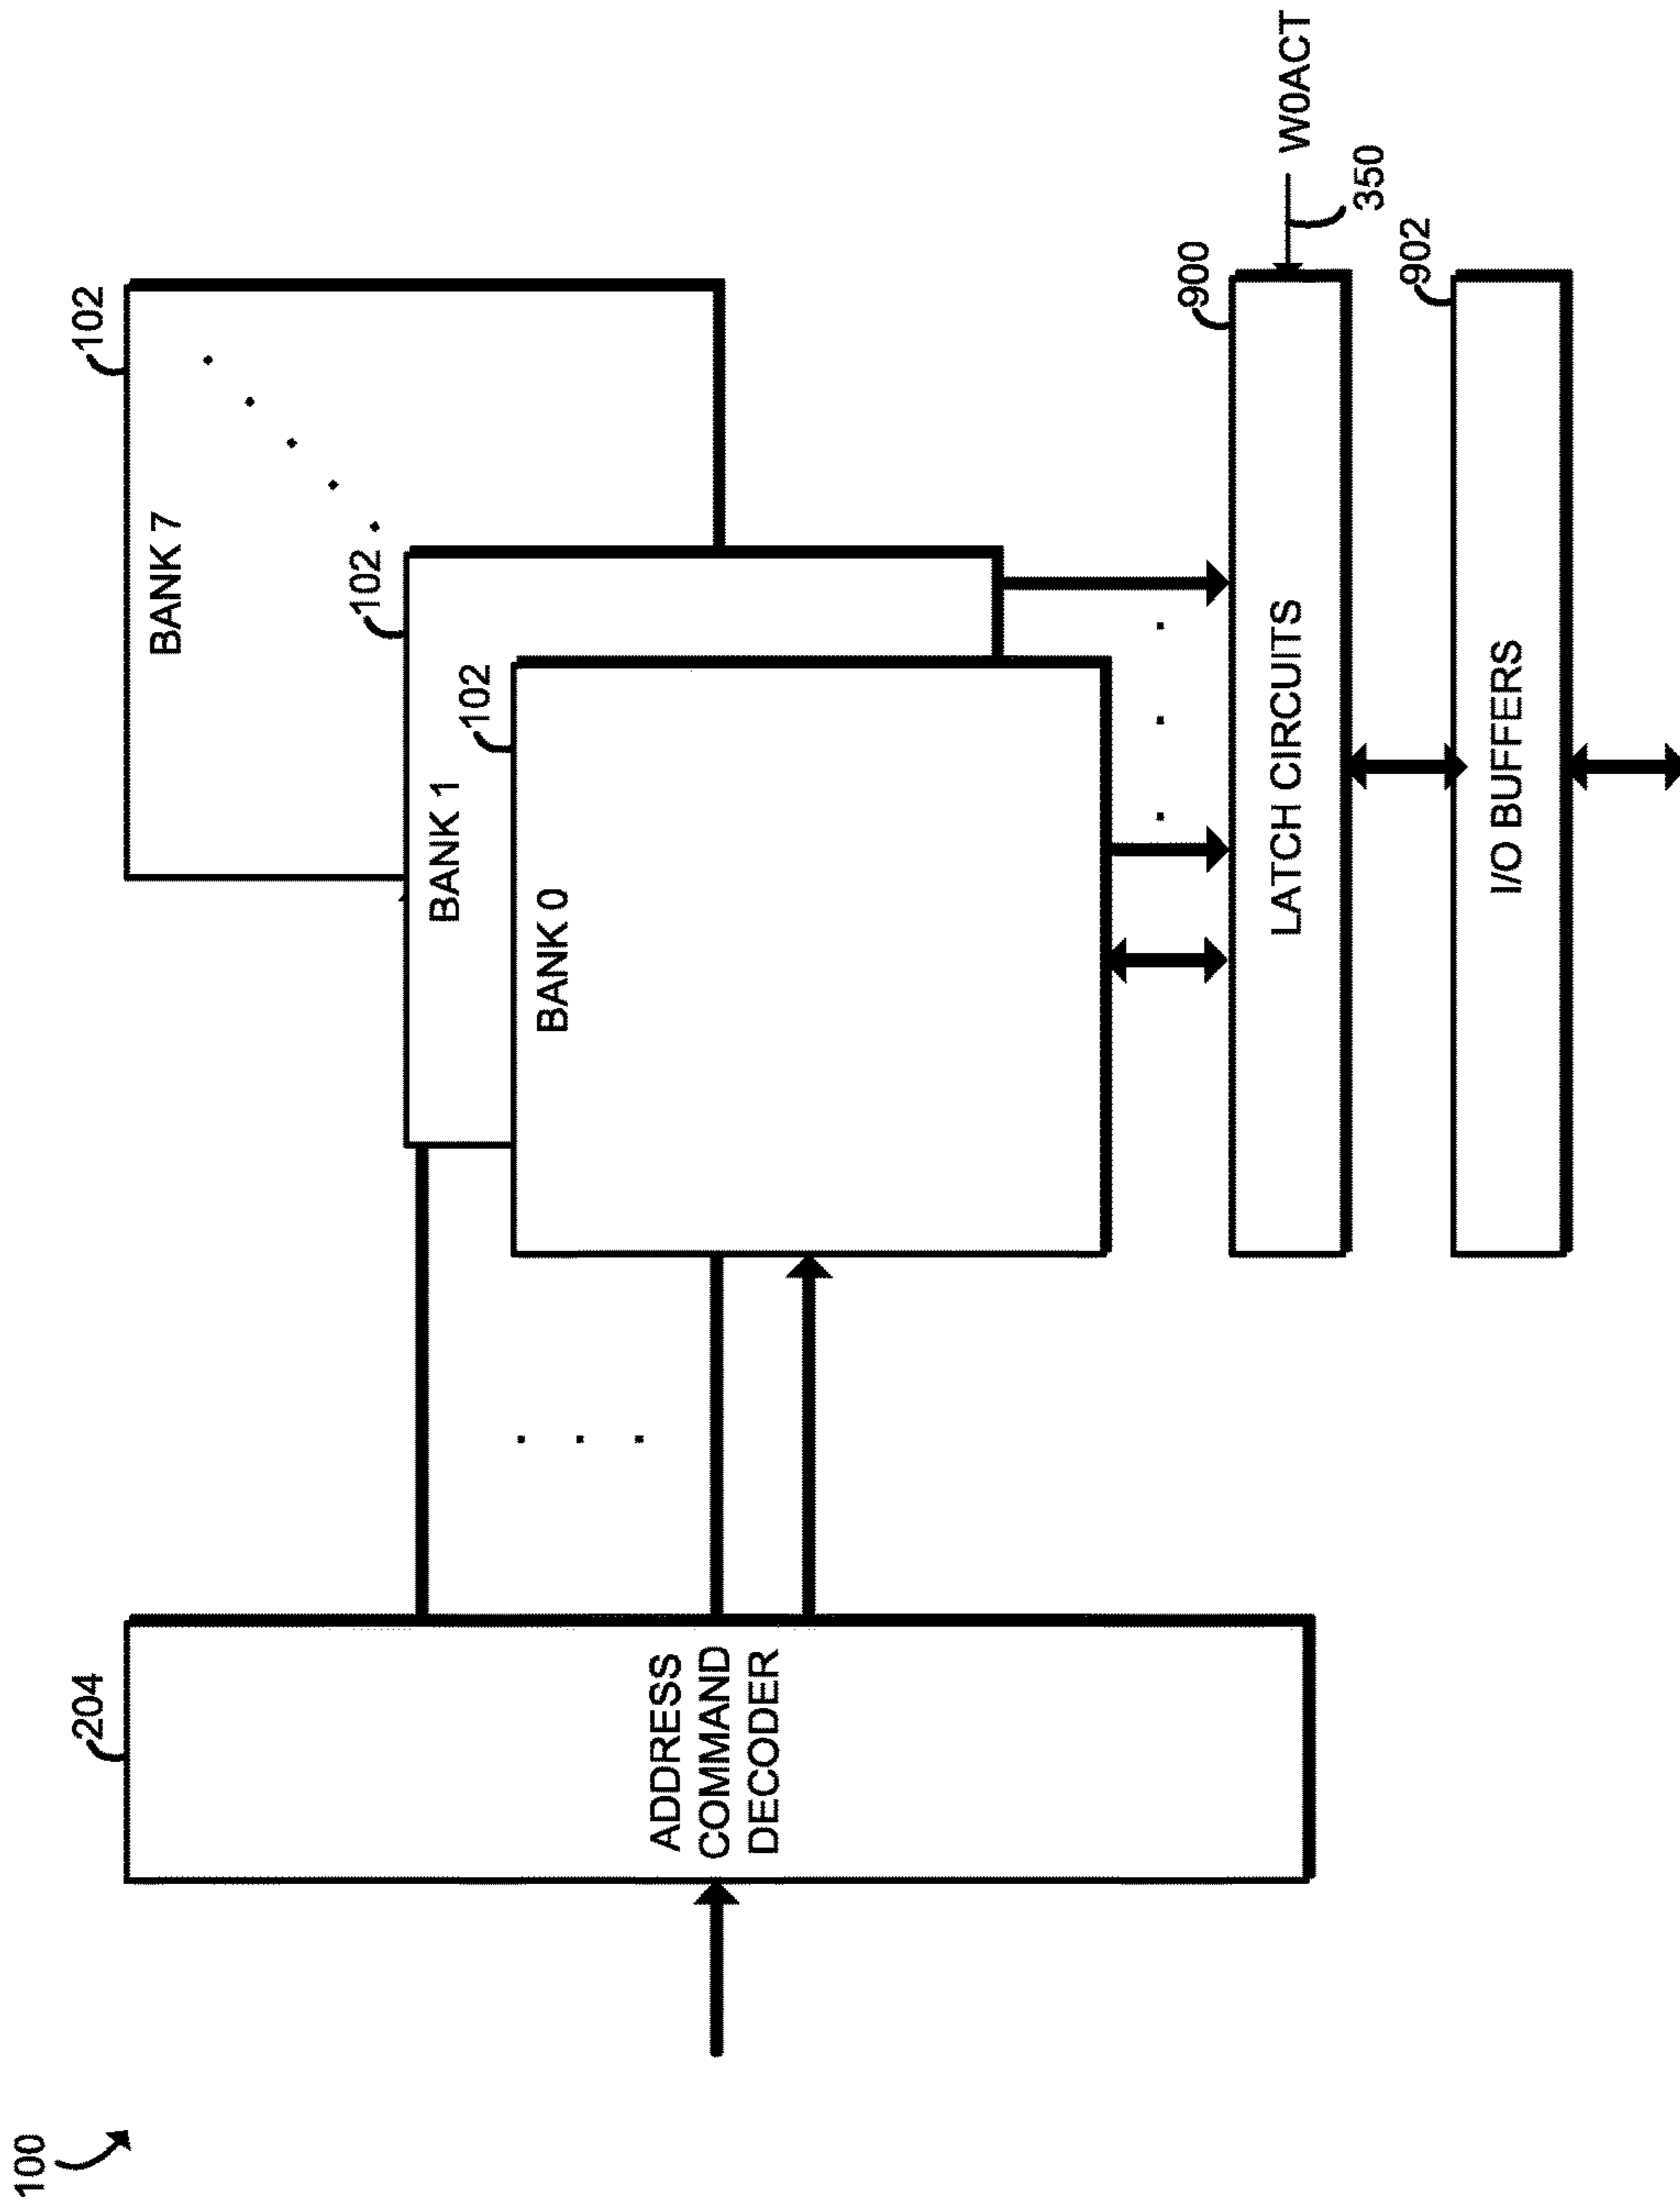 100
204
ADDRESS
COMMAND
DECODER
102
BANK 7
102
BANK 1
102
BANK 0
900
LATCH CIRCUITS
W0ACT
350
902
I/O BUFFERS